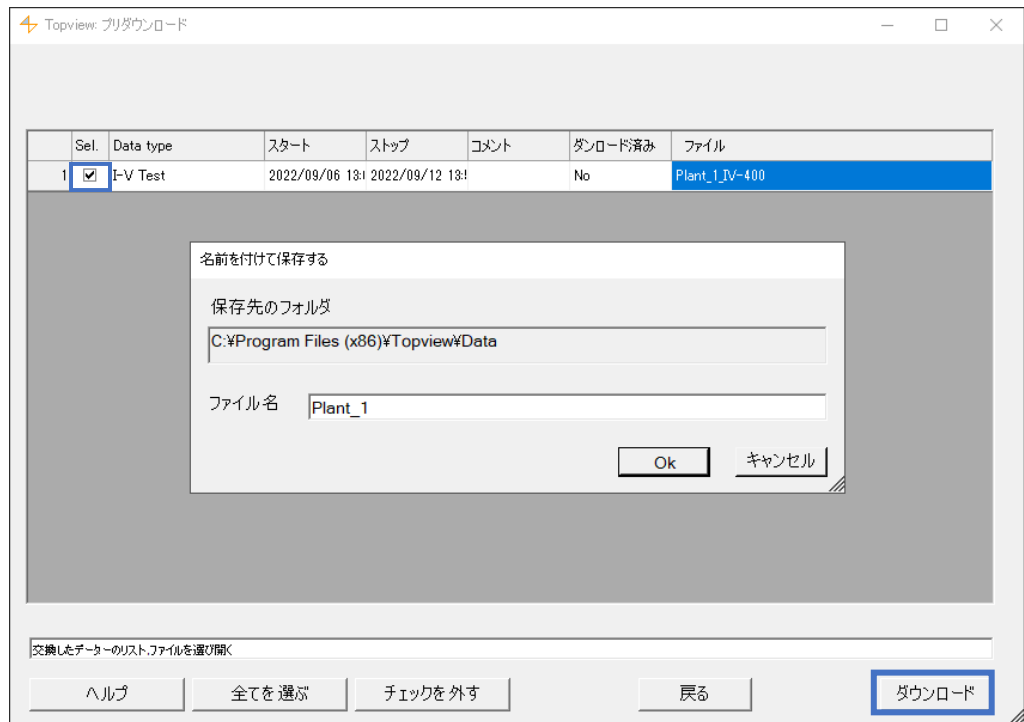 Topview: プリダウンロード
Sel. Data type スタート ストップ コメント ダンロード済み ファイル
1 I-V Test 2022/09/06 13: 2022/09/12 13: No Plant_1_IV-400
名前を付けて保存する
保存先のフォルダ
C:¥Program Files (x86)¥Topview¥Data
ファイル名 Plant_1
Ok キャンセル
交換したデーターのリスト.ファイルを選び開く
ヘルプ 全てを選ぶ チェックを外す 戻る ダウンロード